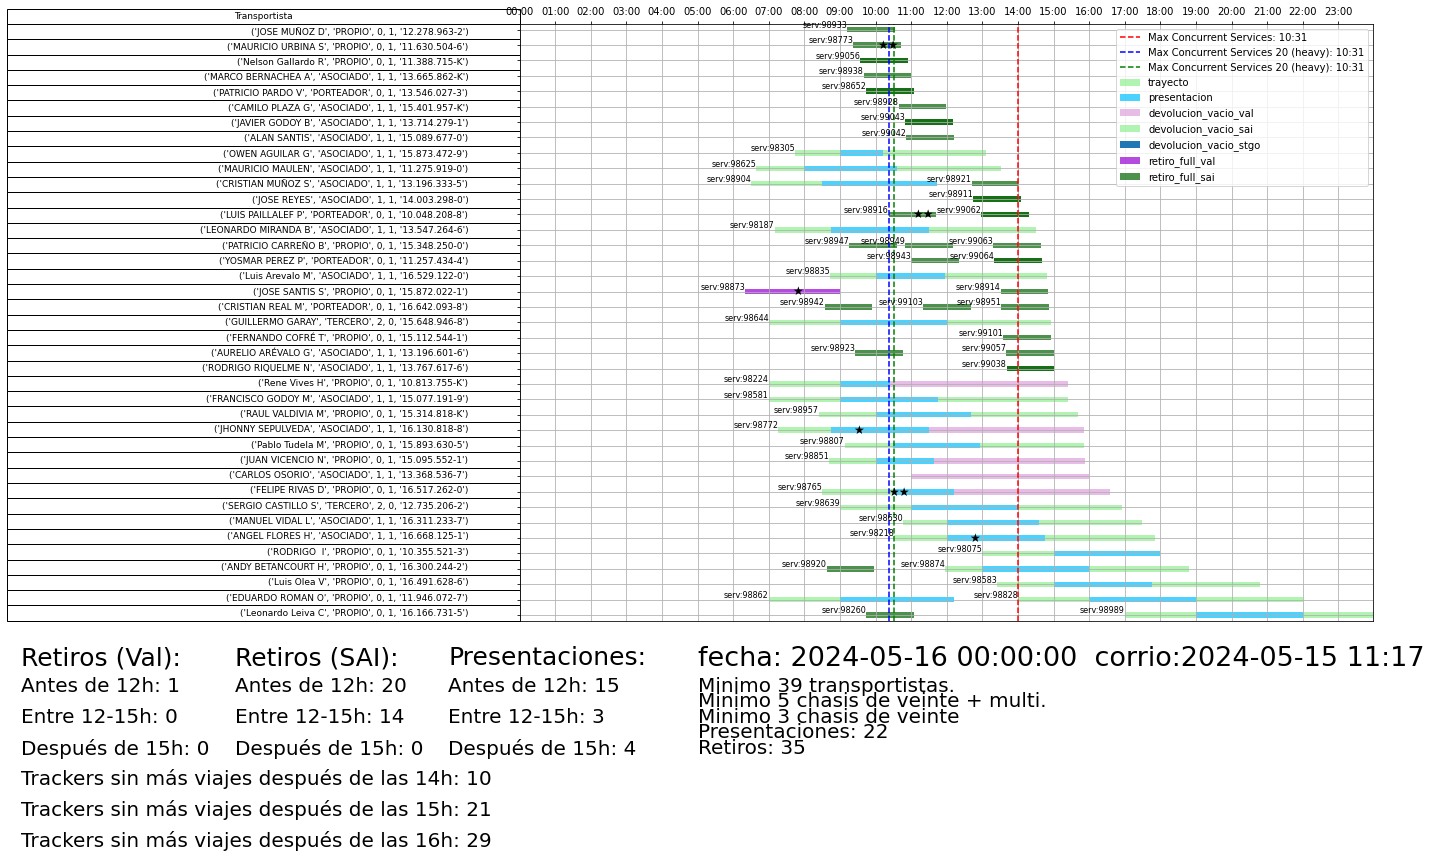 Transportista
00:00 01:00 02:00 03:00 04:00 05:00 06:00 07:00 08:00 09:00 10:00 11:00 12:00 13:00 14:00 15:00 16:00 17:00 18:00 19:00 20:00 21:00 22:00 23:00
('JOSE MUÑOZ D', 'PROPIO', 0, 1, '12.278.963-2') serv:98933
('MAURICIO URBINA S', 'PROPIO', 0, 1, '11.630.504-6') serv:98773
('Nelson Gallardo R', 'PROPIO', 0, 1, '11.388.715-K') serv:99056
('MARCO BERNACHEA A', 'ASOCIADO', 1, 1, '13.665.862-K') serv:98938
('PATRICIO PARDO V', 'PORTEADOR', 0, 1, '13.546.027-3') serv:98652
('CAMILO PLAZA G', 'ASOCIADO', 1, 1, '15.401.957-K') serv:98928
('JAVIER GODOY B', 'ASOCIADO', 1, 1, '13.714.279-1') serv:99043
('ALAN SANTIS', 'ASOCIADO', 1, 1, '15.089.677-0') serv:99042
('OWEN AGUILAR G', 'ASOCIADO', 1, 1, '15.873.472-9') serv:98305
('MAURICIO MAULEN', 'ASOCIADO', 1, 1, '11.275.919-0') serv:98625
('CRISTIAN MUÑOZ S', 'ASOCIADO', 1, 1, '13.196.333-5') serv:98904 serv:98921
('JOSE REYES', 'ASOCIADO', 1, 1, '14.003.298-0') serv:98911
('LUIS PAILLALEF P', 'PORTEADOR', 0, 1, '10.048.208-8') serv:98916 serv:99062
('LEONARDO MIRANDA B', 'ASOCIADO', 1, 1, '13.547.264-6') serv:98187
('PATRICIO CARREÑO B', 'PROPIO', 0, 1, '15.348.250-0') serv:98947 serv:98949 serv:99063
('YOSMAR PEREZ P', 'PORTEADOR', 0, 1, '11.257.434-4') serv:98943 serv:99064
('Luis Arevalo M', 'ASOCIADO', 1, 1, '16.529.122-0') serv:98835
('JOSE SANTIS S', 'PROPIO', 0, 1, '15.872.022-1') serv:98873 serv:98914
('CRISTIAN REAL M', 'PORTEADOR', 0, 1, '16.642.093-8') serv:98942 serv:99103 serv:98951
('GUILLERMO GARAY', 'TERCERO', 2, 0, '15.648.946-8') serv:98644
('FERNANDO COFRÉ T', 'PROPIO', 0, 1, '15.112.544-1') serv:99101
('AURELIO ARÉVALO G', 'ASOCIADO', 1, 1, '13.196.601-6') serv:98923 serv:99057
('RODRIGO RIQUELME N', 'ASOCIADO', 1, 1, '13.767.617-6') serv:99038
('Rene Vives H', 'PROPIO', 0, 1, '10.813.755-K') serv:98224
('FRANCISCO GODOY M', 'ASOCIADO', 1, 1, '15.077.191-9') serv:98581
('RAUL VALDIVIA M', 'PROPIO', 0, 1, '15.314.818-K') serv:98957
('JHONNY SEPULVEDA', 'ASOCIADO', 1, 1, '16.130.818-8') serv:98772
('Pablo Tudela M', 'PROPIO', 0, 1, '15.893.630-5') serv:98807
('JUAN VICENCIO N', 'PROPIO', 0, 1, '15.095.552-1') serv:98851
('CARLOS OSORIO', 'ASOCIADO', 1, 1, '13.368.536-7')
('FELIPE RIVAS D', 'PROPIO', 0, 1, '16.517.262-0') serv:98765
('SERGIO CASTILLO S', 'TERCERO', 2, 0, '12.735.206-2') serv:98639
('MANUEL VIDAL L', 'ASOCIADO', 1, 1, '16.311.233-7')
('ANGEL FLORES H', 'ASOCIADO', 1, 1, '16.668.125-1') serv:98218
('RODRIGO  I', 'PROPIO', 0, 1, '10.355.521-3') serv:98075
('ANDY BETANCOURT H', 'PROPIO', 0, 1, '16.300.244-2') serv:98920 serv:98874
('Luis Olea V', 'PROPIO', 0, 1, '16.491.628-6') serv:98583
('EDUARDO ROMAN O', 'PROPIO', 0, 1, '11.946.072-7') serv:98862 serv:98828
('Leonardo Leiva C', 'PROPIO', 0, 1, '16.166.731-5') serv:98260 serv:98989
Max Concurrent Services: 10:31
Max Concurrent Services 20 (heavy): 10:31
Max Concurrent Services 20 (heavy): 10:31
trayecto
presentacion
devolucion_vacio_val
devolucion_vacio_sai
devolucion_vacio_stgo
retiro_full_val
retiro_full_sai
Retiros (Val):
Antes de 12h: 1
Entre 12-15h: 0
Después de 15h: 0
Retiros (SAI):
Antes de 12h: 20
Entre 12-15h: 14
Después de 15h: 0
Presentaciones:
Antes de 12h: 15
Entre 12-15h: 3
Después de 15h: 4
Trackers sin más viajes después de las 14h: 10
Trackers sin más viajes después de las 15h: 21
Trackers sin más viajes después de las 16h: 29
fecha: 2024-05-16 00:00:00  corrio:2024-05-15 11:17
Minimo 39 transportistas.
Minimo 5 chasis de veinte + multi.
Minimo 3 chasis de veinte
Presentaciones: 22
Retiros: 35